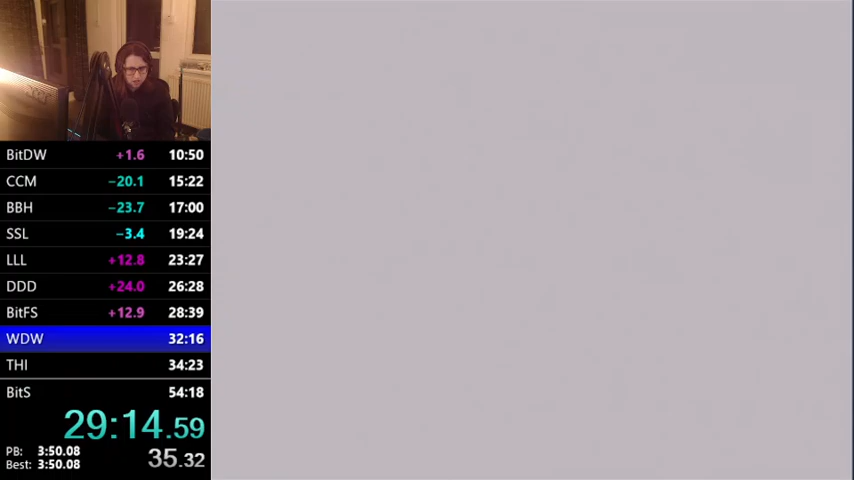 BitDW +1.6 10:50
CCM −20.1 15:22
BBH −23.7 17:00
SSL −3.4 19:24
LLL +12.8 23:27
DDD +24.0 26:28
BitFS +12.9 28:39
WDW 32:16
THI 34:23
BitS 54:18
29:14.59
PB: 3:50.08
Best: 3:50.08
35.32